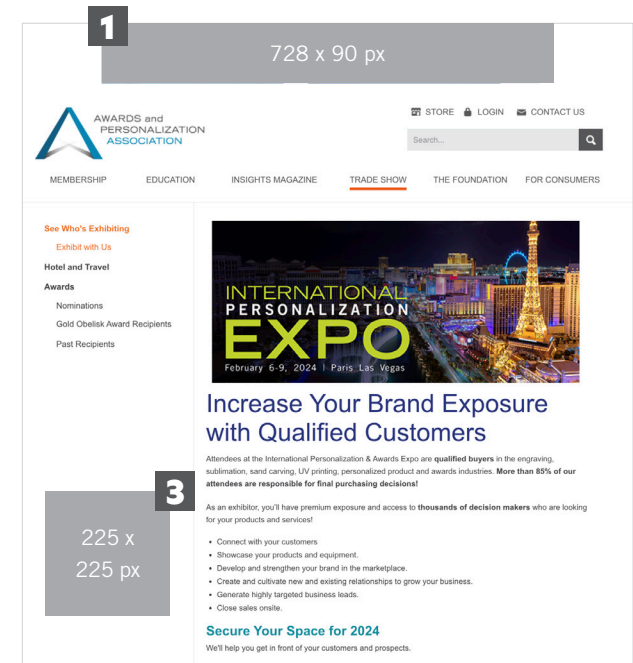 1
728 x 90 px
AWARDS and
PERSONALIZATION
ASSOCIATION
STORE LOGIN CONTACT US
Search...
MEMBERSHIP EDUCATION INSIGHTS MAGAZINE TRADE SHOW THE FOUNDATION FOR CONSUMERS
See Who's Exhibiting
Exhibit with Us
Hotel and Travel
Awards
Nominations
Gold Obelisk Award Recipients
Past Recipients
INTERNATIONAL
PERSONALIZATION
EXPO
February 6-9, 2024 | Paris Las Vegas
Increase Your Brand Exposure
with Qualified Customers
Attendees at the International Personalization & Awards Expo are qualified buyers in the engraving,
sublimation, sand carving, UV printing, personalized product and awards industries. More than 85% of our
attendees are responsible for final purchasing decisions!
As an exhibitor, you'll have premium exposure and access to thousands of decision makers who are looking
for your products and services!
• Connect with your customers
• Showcase your products and equipment.
• Develop and strengthen your brand in the marketplace.
• Create and cultivate new and existing relationships to grow your business.
• Generate highly targeted business leads.
• Close sales onsite.
Secure Your Space for 2024
We'll help you get in front of your customers and prospects.
3
225 x
225 px